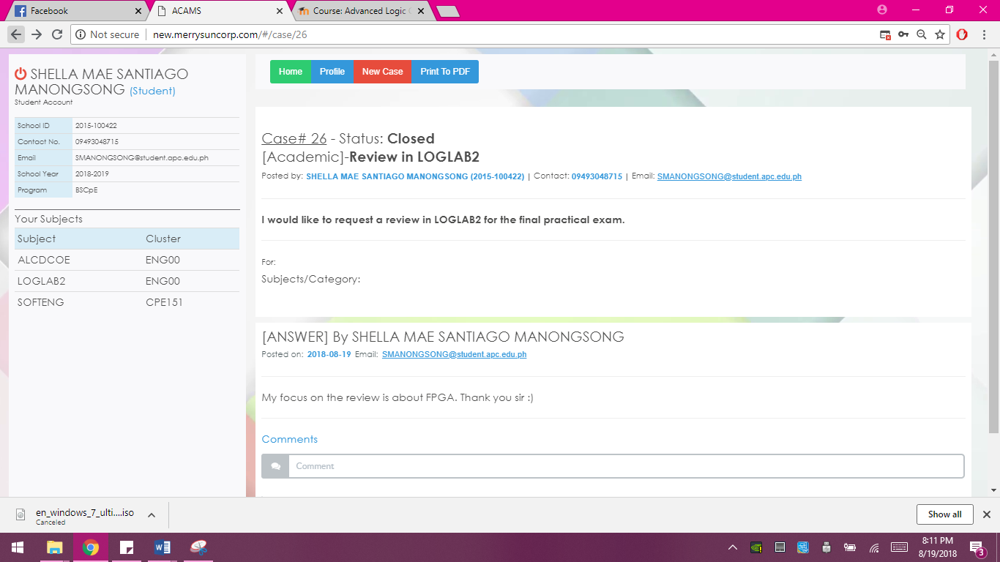 Facebook
ACAMS
Course: Advanced Logic
Not secure
new.merrysuncorp.com/#/case/26
SHELLA MAE SANTIAGO
MANONGSONG (Student)
Student Account
School ID 2015-100422
Contact No. 09493048715
Email SMANONGSONG@student.apc.edu.ph
School Year 2018-2019
Program BSCpE
Your Subjects
Subject Cluster
ALCDCOE ENG00
LOGLAB2 ENG00
SOFTENG CPE151
Home Profile New Case Print To PDF
Case# 26 - Status: Closed
[Academic]-Review in LOGLAB2
Posted by: SHELLA MAE SANTIAGO MANONGSONG (2015-100422) | Contact: 09493048715 | Email: SMANONGSONG@student.apc.edu.ph
I would like to request a review in LOGLAB2 for the final practical exam.
For:
Subjects/Category:
[ANSWER] By SHELLA MAE SANTIAGO MANONGSONG
Posted on: 2018-08-19 Email: SMANONGSONG@student.apc.edu.ph
My focus on the review is about FPGA. Thank you sir :)
Comments
Comment
en_windows_7_ulti....iso
Canceled
Show all
8:11 PM
8/19/2018
3